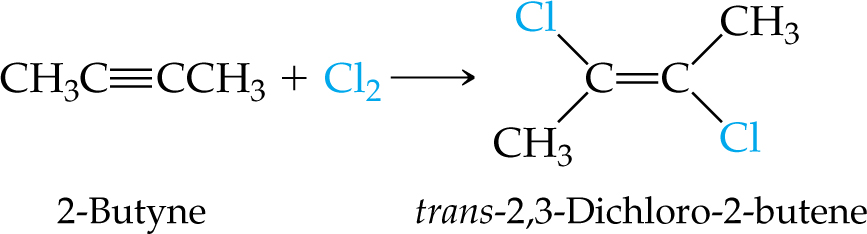 Cl CH₃
CH₃C≡CCH₃ + Cl₂ ⟶ C=C
CH₃ Cl
2-Butyne trans-2,3-Dichloro-2-butene